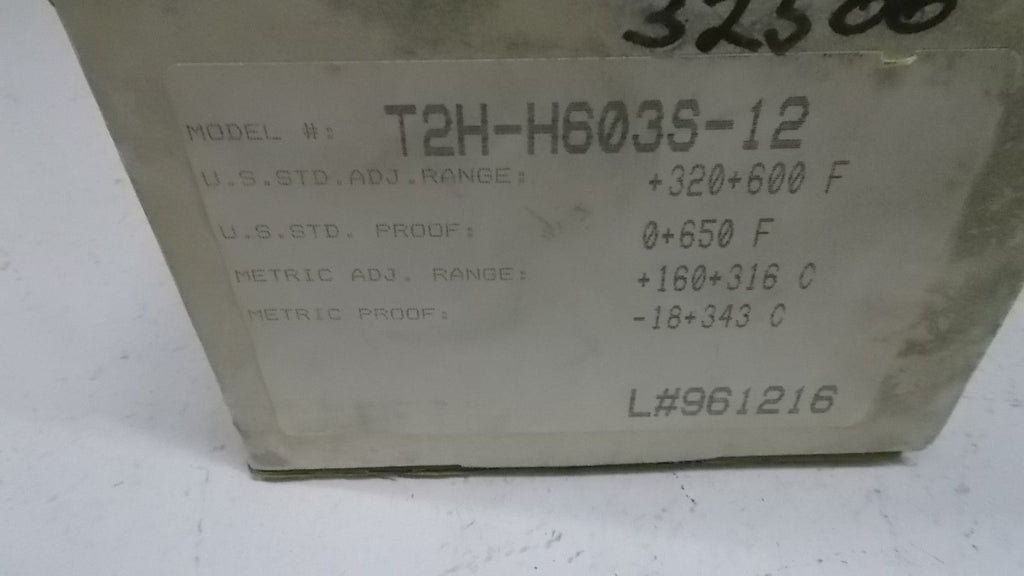 32500
MODEL #: T2H-H603S-12
U.S.STD.ADJ.RANGE: +320+600 F
U.S.STD. PROOF: 0+650 F
METRIC ADJ. RANGE: +160+316 C
METRIC PROOF: -18+343 C
L#961216